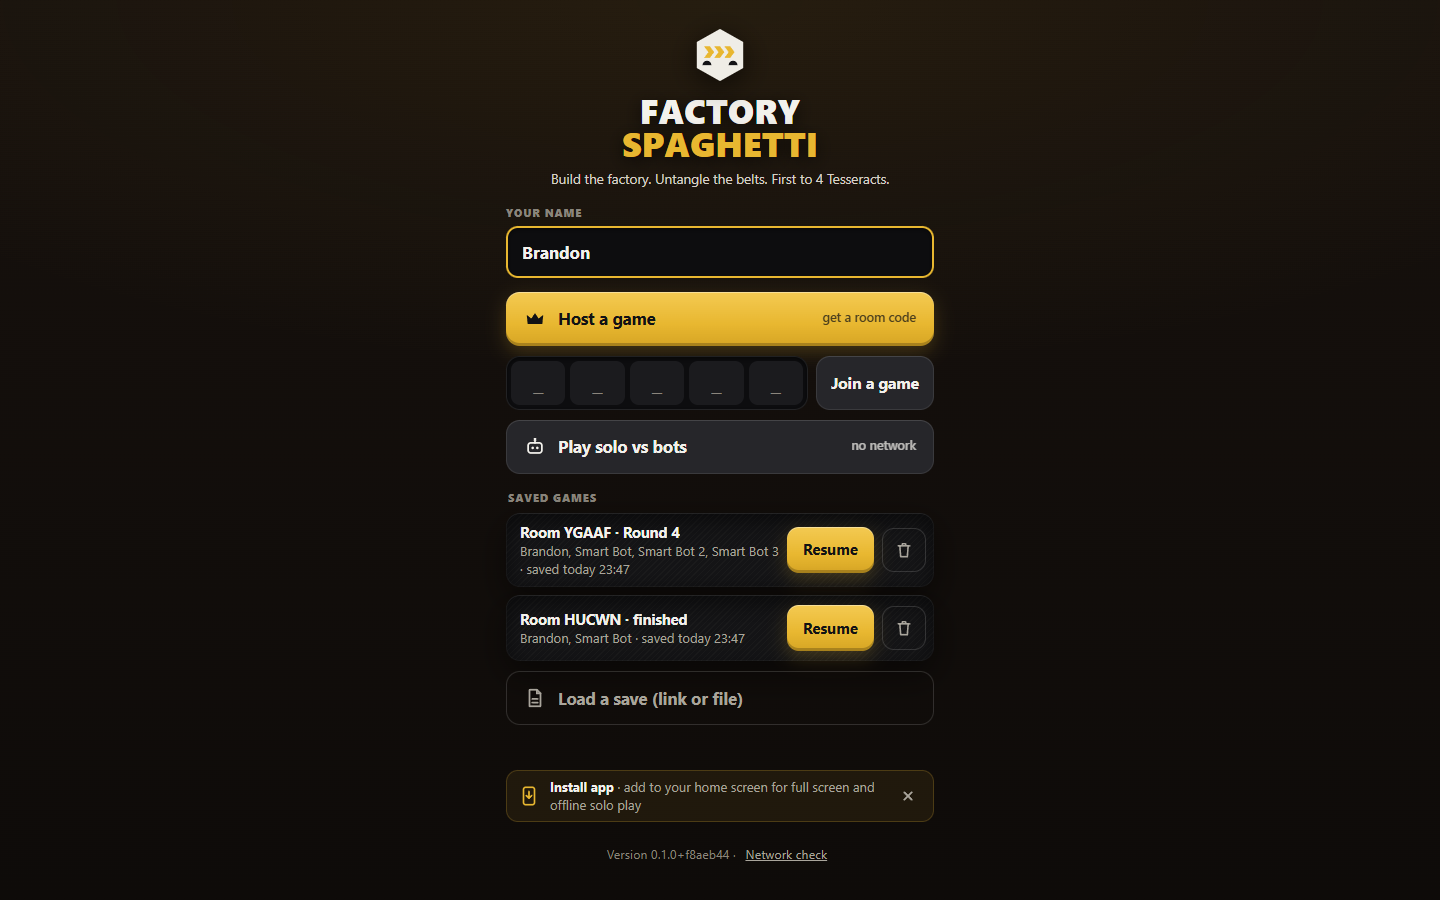 FACTORY
SPAGHETTI
Build the factory. Untangle the belts. First to 4 Tesseracts.
YOUR NAME
Brandon
Host a game
get a room code
_ _ _ _ _
Join a game
Play solo vs bots
no network
SAVED GAMES
Room YGAAF · Round 4
Brandon, Smart Bot, Smart Bot 2, Smart Bot 3
· saved today 23:47
Resume
Room HUCWN · finished
Brandon, Smart Bot · saved today 23:47
Resume
Load a save (link or file)
Install app · add to your home screen for full screen and
offline solo play
Version 0.1.0+f8aeb44 · Network check